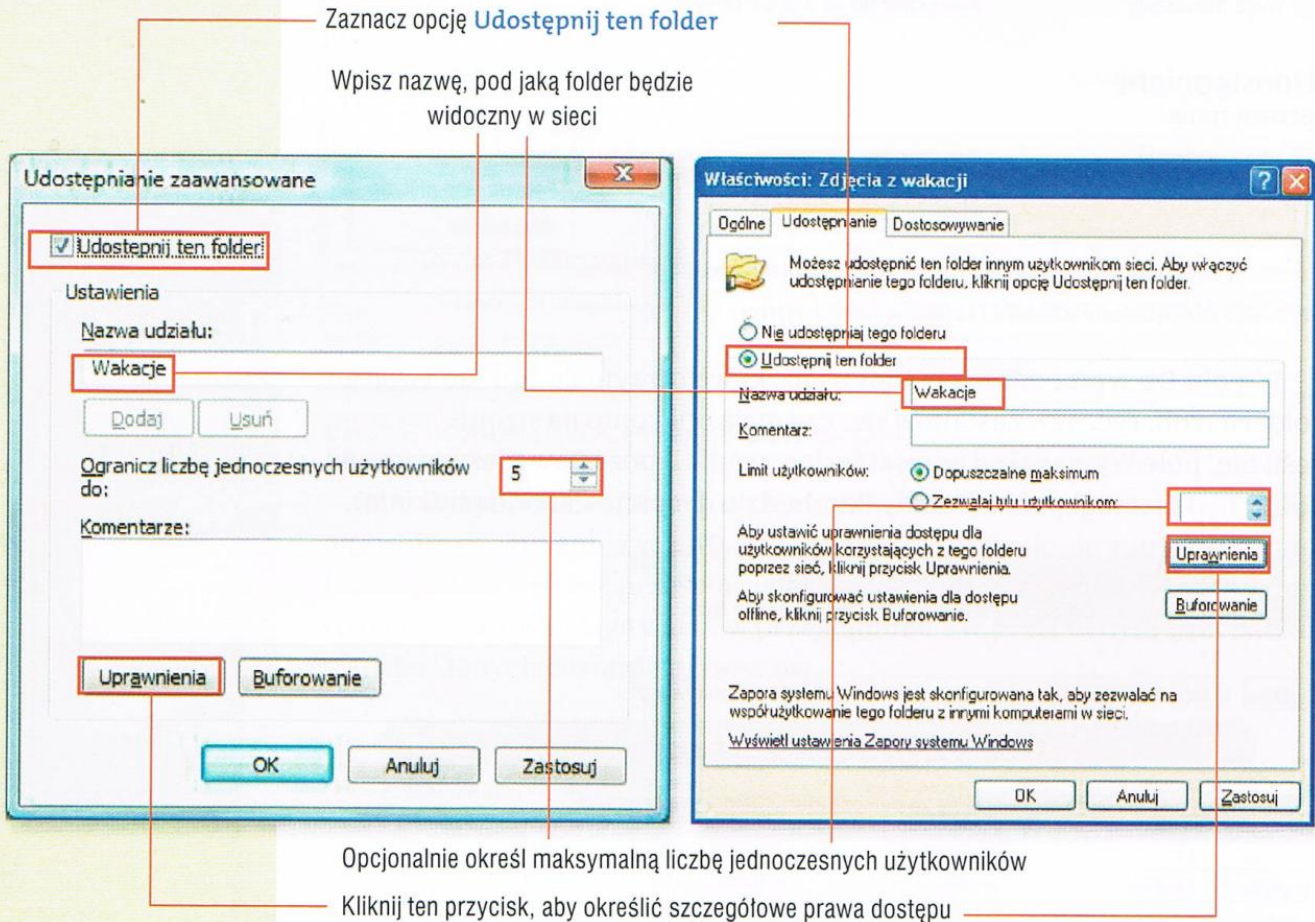 Zaznacz opcję Udostępnij ten folder
Wpisz nazwę, pod jaką folder będzie
widoczny w sieci
Udostępnianie zaawansowane
Udostępnij ten folder
Ustawienia
Nazwa udziału:
Wakacje
Dodaj
Usuń
Ogranicz liczbę jednoczesnych użytkowników
do:
5
Komentarze:
Uprawnienia
Buforowanie
OK
Anuluj
Zastosuj
Właściwości: Zdjęcia z wakacji
Ogólne
Udostępnianie
Dostosowywanie
Możesz udostępnić ten folder innym użytkownikom sieci. Aby włączyć
udostępnianie tego folderu, kliknij opcję Udostępnij ten folder.
Nie udostępniaj tego folderu
Udostępnij ten folder
Nazwa udziału:
Wakacje
Komentarz:
Limit użytkowników:
Dopuszczalne maksimum
Zezwalaj tylu użytkownikom:
Aby ustawić uprawnienia dostępu dla
użytkowników korzystających z tego folderu
poprzez sieć, kliknij przycisk Uprawnienia.
Uprawnienia
Aby skonfigurować ustawienia dla dostępu
offline, kliknij przycisk Buforowanie.
Buforowanie
Zapora systemu Windows jest skonfigurowana tak, aby zezwalać na
współużytkowanie tego folderu z innymi komputerami w sieci.
Wyświetl ustawienia Zapory systemu Windows
OK
Anuluj
Zastosuj
Opcjonalnie określ maksymalną liczbę jednoczesnych użytkowników
Kliknij ten przycisk, aby określić szczegółowe prawa dostępu